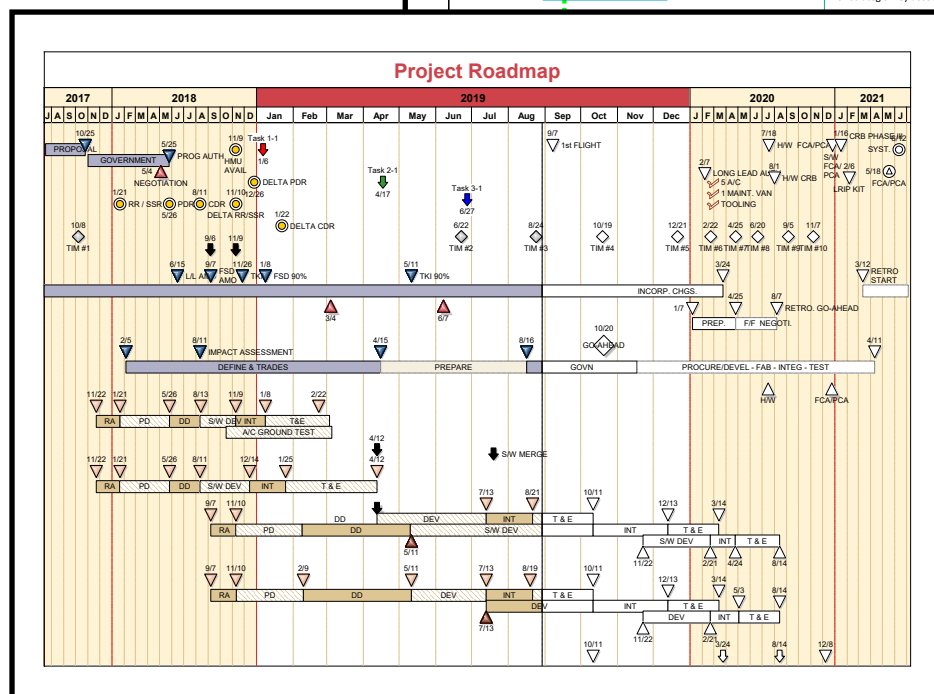 Project Roadmap
2017 2018 2019 2020 2021
J A S O N D J F M A M J J A S O N D Jan Feb Mar Apr May Jun Jul Aug Sep Oct Nov Dec J F M A M J J A S O N D J F M A M J
10/25 11/9 Task 1-1 9/7 7/18 1/16 CRB PHASE III 6/12
PROPOSAL 5/25 PROG AUTH 1st FLIGHT H/W FCA/PCA SYST.
GOVERNMENT HMU AVAIL 1/6 S/W FCA/PCA
5/4 Task 2-1 2/7 LONG LEAD 8/1 H/W CRB 2/6 5/18 FCA/PCA
NEGOTIATION DELTA PDR 4/17 5 A/C LRIP KIT
1/21 8/11 11/10 12/26 Task 3-1 1 MAINT. VAN
RR / SSR PDR CDR TOOLING
5/26 DELTA RR/SSR 6/27
1/22 DELTA CDR
10/8 6/22 8/24 10/19 12/21 2/22 4/25 6/20 9/5 11/7
TIM #1 TIM #2 TIM #3 TIM #4 TIM #5 TIM #6 TIM #7 TIM #8 TIM #9 TIM #10
9/6 11/9
6/15 9/7 FSD 11/26 1/8 5/11 3/24 3/12 RETRO
L/L AMO FSD 90% TKI 90% START
INCORP. CHGS.
3/4 6/7 1/7 4/25 8/7 RETRO. GO-AHEAD
PREP. F/F NEGOTI.
2/5 8/11 IMPACT ASSESSMENT 4/15 8/16 10/20 GO-AHEAD 4/11
DEFINE & TRADES PREPARE GOVN PROCURE/DEVEL - FAB - INTEG - TEST
H/W FCA/PCA
11/22 1/21 5/26 8/13 11/9 1/8 2/22
RA PD DD S/W DEV INT T&E
A/C GROUND TEST
4/12 S/W MERGE
11/22 1/21 5/26 8/11 12/14 1/25 4/12
RA PD DD S/W DEV INT T & E
9/7 11/10 7/13 8/21 10/11 12/13 3/14
DD DEV INT T & E
RA PD DD S/W DEV INT T & E
S/W DEV INT T & E
5/11 11/22 2/21 4/24 8/14
9/7 11/10 2/9 5/11 7/13 8/19 10/11 12/13 3/14 5/3 8/14
RA PD DD DEV INT T & E
DEV INT T & E
DEV INT T & E
7/13 11/22 2/21
10/11 3/24 8/14 12/8